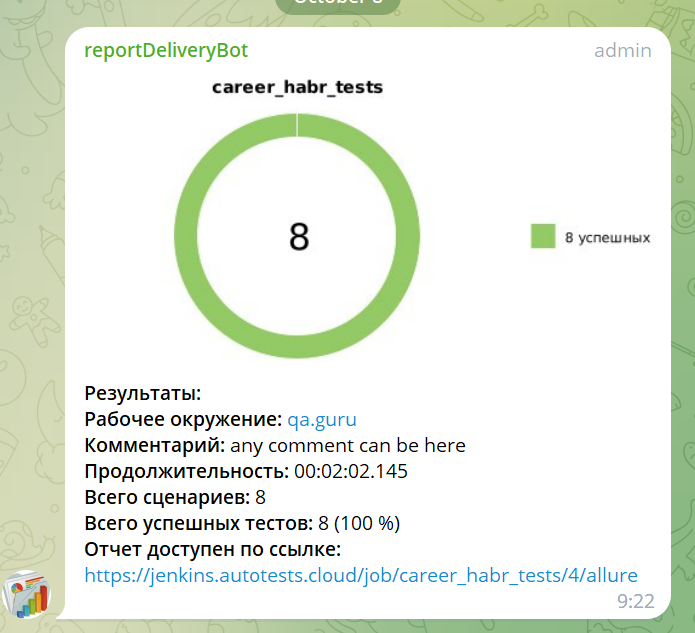 reportDeliveryBot admin
career_habr_tests
8
8 успешных
Результаты:
Рабочее окружение: qa.guru
Комментарий: any comment can be here
Продолжительность: 00:02:02.145
Всего сценариев: 8
Всего успешных тестов: 8 (100 %)
Отчет доступен по ссылке:
https://jenkins.autotests.cloud/job/career_habr_tests/4/allure
9:22